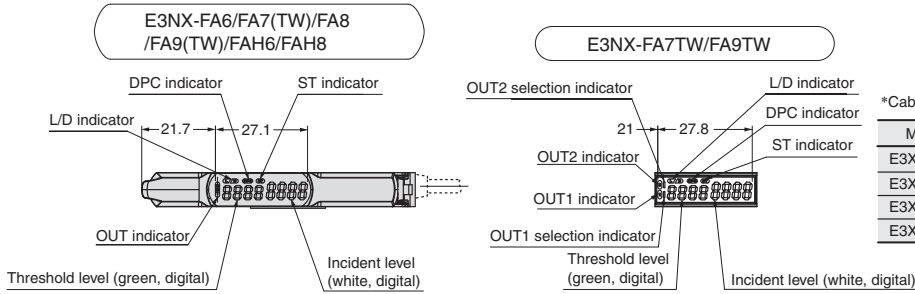 E3NX-FA6/FA7(TW)/FA8
/FA9(TW)/FAH6/FAH8
DPC indicator
ST indicator
L/D indicator
21.7
27.1
OUT indicator
Threshold level (green, digital)
Incident level
(white, digital)
E3NX-FA7TW/FA9TW
OUT2 selection indicator
L/D indicator
DPC indicator
21
27.8
ST indicator
OUT2 indicator
OUT1 indicator
OUT1 selection indicator
Threshold level
(green, digital)
Incident level (white, digital)
*Cab
M
E3X
E3X
E3X
E3X